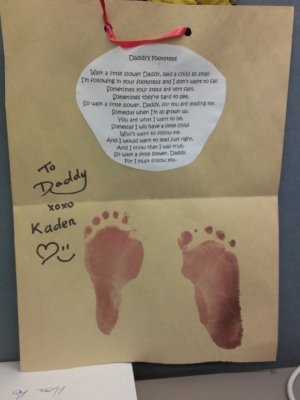 Daddy's Footsteps
Walk a little slower Daddy, said a child so small
I'm following in your footsteps and I don't want to fall.
Sometimes your steps are very fast,
Sometimes they're hard to see;
So walk a little slower, Daddy, for you are leading me.
Someday when I'm all grown up,
You are what I want to be;
Someday I will have a little child
Who'll want to follow me.
And I would want to lead just right,
And I know that I was true;
So walk a little slower, Daddy,
For I must follow you.
To
Daddy
xoxo
Kaden